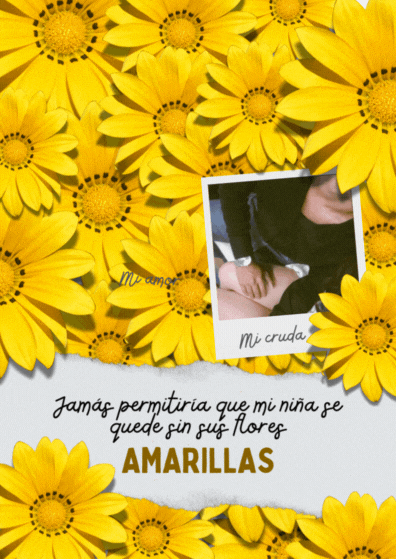 Mi amor
Mi cruda
Jamás permitiría que mi niña se
quede sin sus flores
AMARILLAS